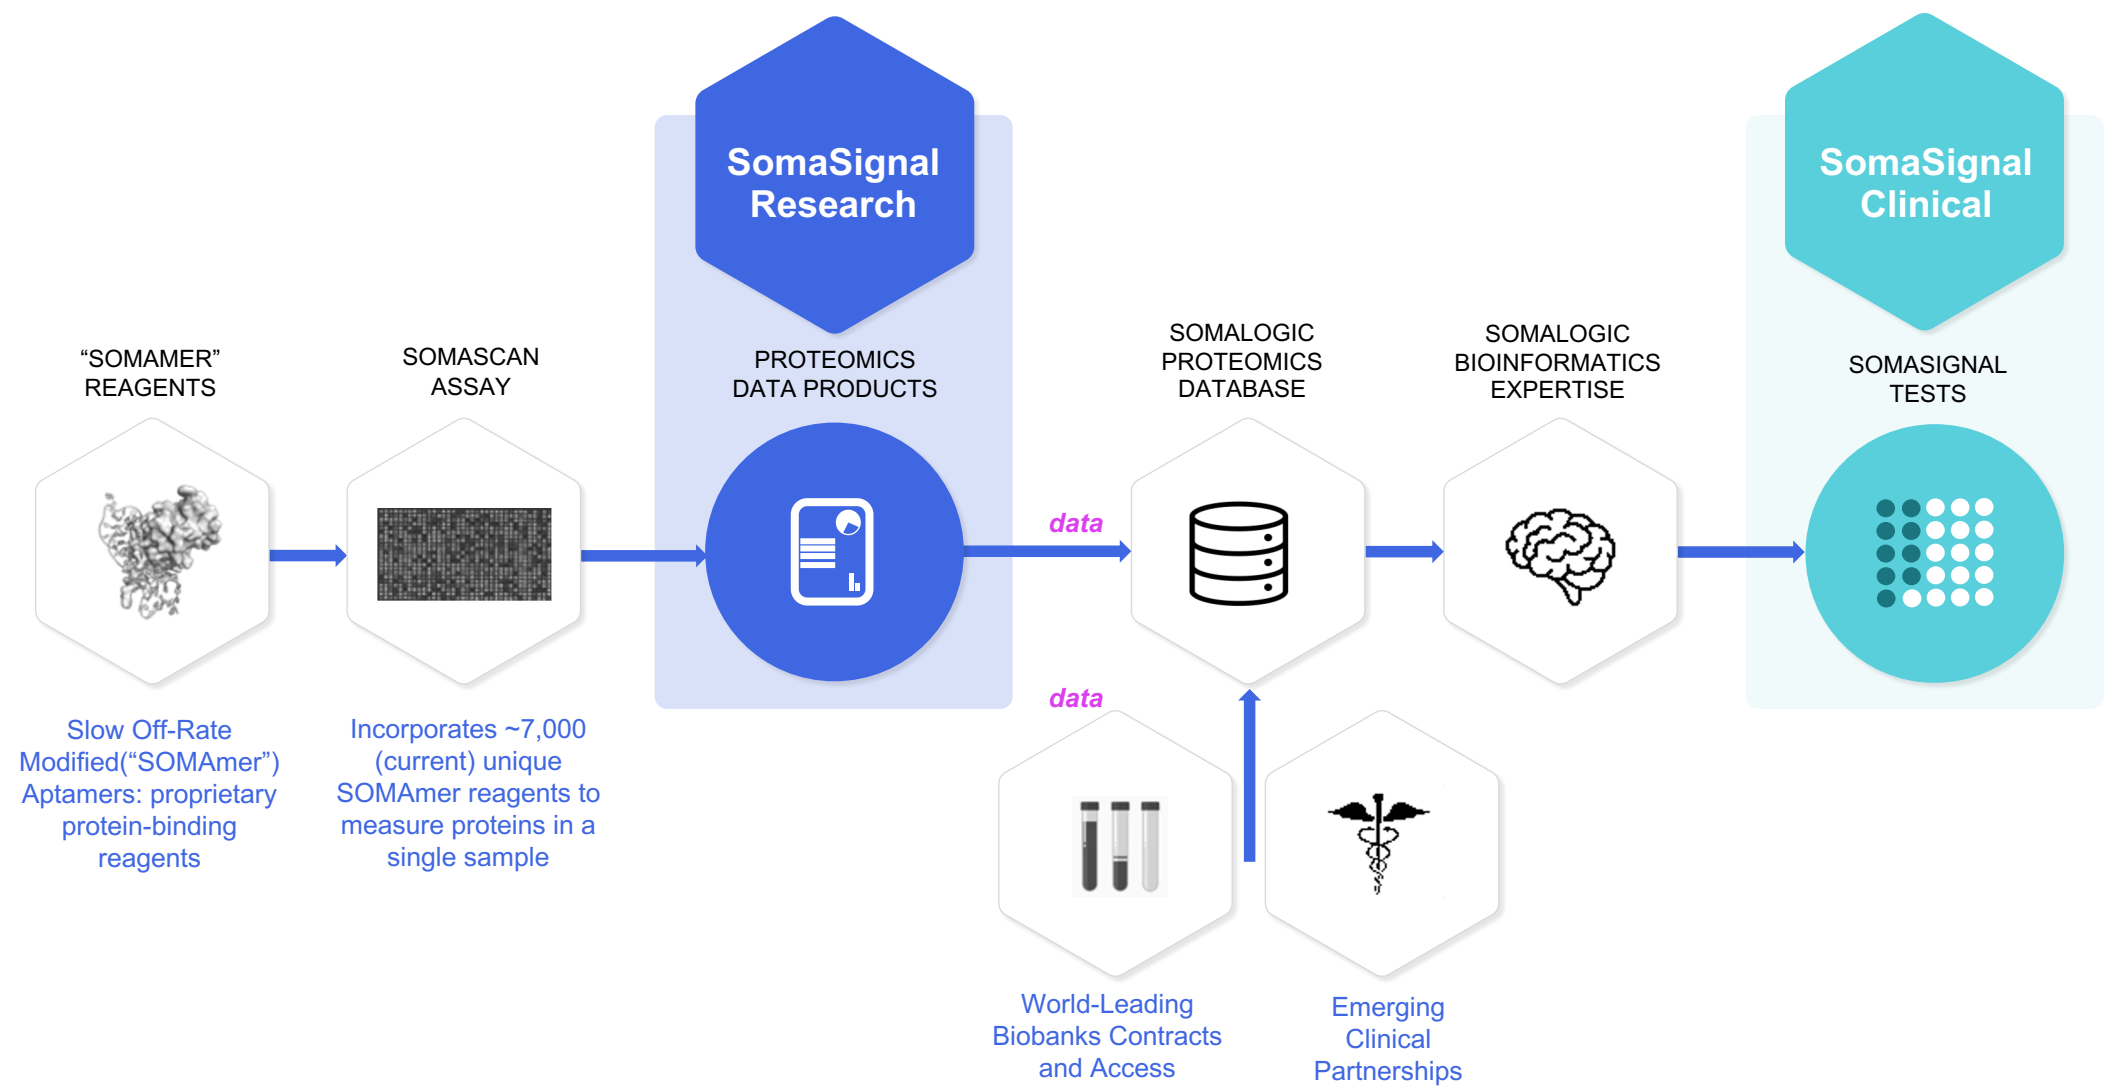 SomaSignal
Research
SomaSignal
Clinical
“SOMAMER”
REAGENTS
SOMASCAN
ASSAY
PROTEOMICS
DATA PRODUCTS
SOMALOGIC
PROTEOMICS
DATABASE
SOMALOGIC
BIOINFORMATICS
EXPERTISE
SOMASIGNAL
TESTS
data
data
Slow Off-Rate
Modified(“SOMAmer”)
Aptamers: proprietary
protein-binding
reagents
Incorporates ~7,000
(current) unique
SOMAmer reagents to
measure proteins in a
single sample
World-Leading
Biobanks Contracts
and Access
Emerging
Clinical
Partnerships